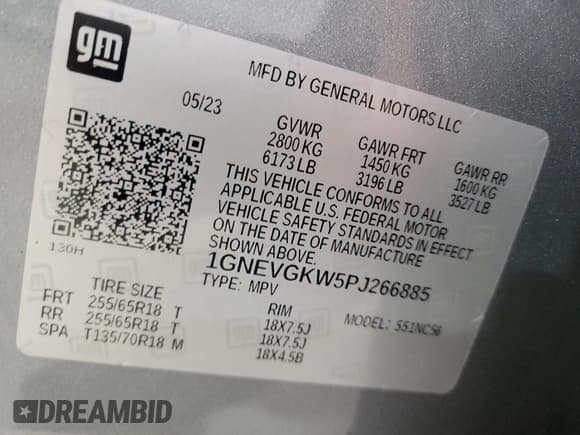 gm
MFD BY GENERAL MOTORS LLC
05/23
GVWR GAWR FRT GAWR RR
2800 KG 1450 KG 1600 KG
6173 LB 3196 LB 3527 LB
THIS VEHICLE CONFORMS TO ALL
APPLICABLE U.S. FEDERAL MOTOR
VEHICLE SAFETY STANDARDS IN EFFECT
ON THE DATE OF MANUFACTURE
SHOWN ABOVE.
130H
1GNEVGKW5PJ266885
TYPE: MPV
MODEL: 551NC56
TIRE SIZE RIM
FRT 255/65R18 T 18X7.5J
RR 255/65R18 T 18X7.5J
SPA T135/70R18 M 18X4.5B
DREAMBID